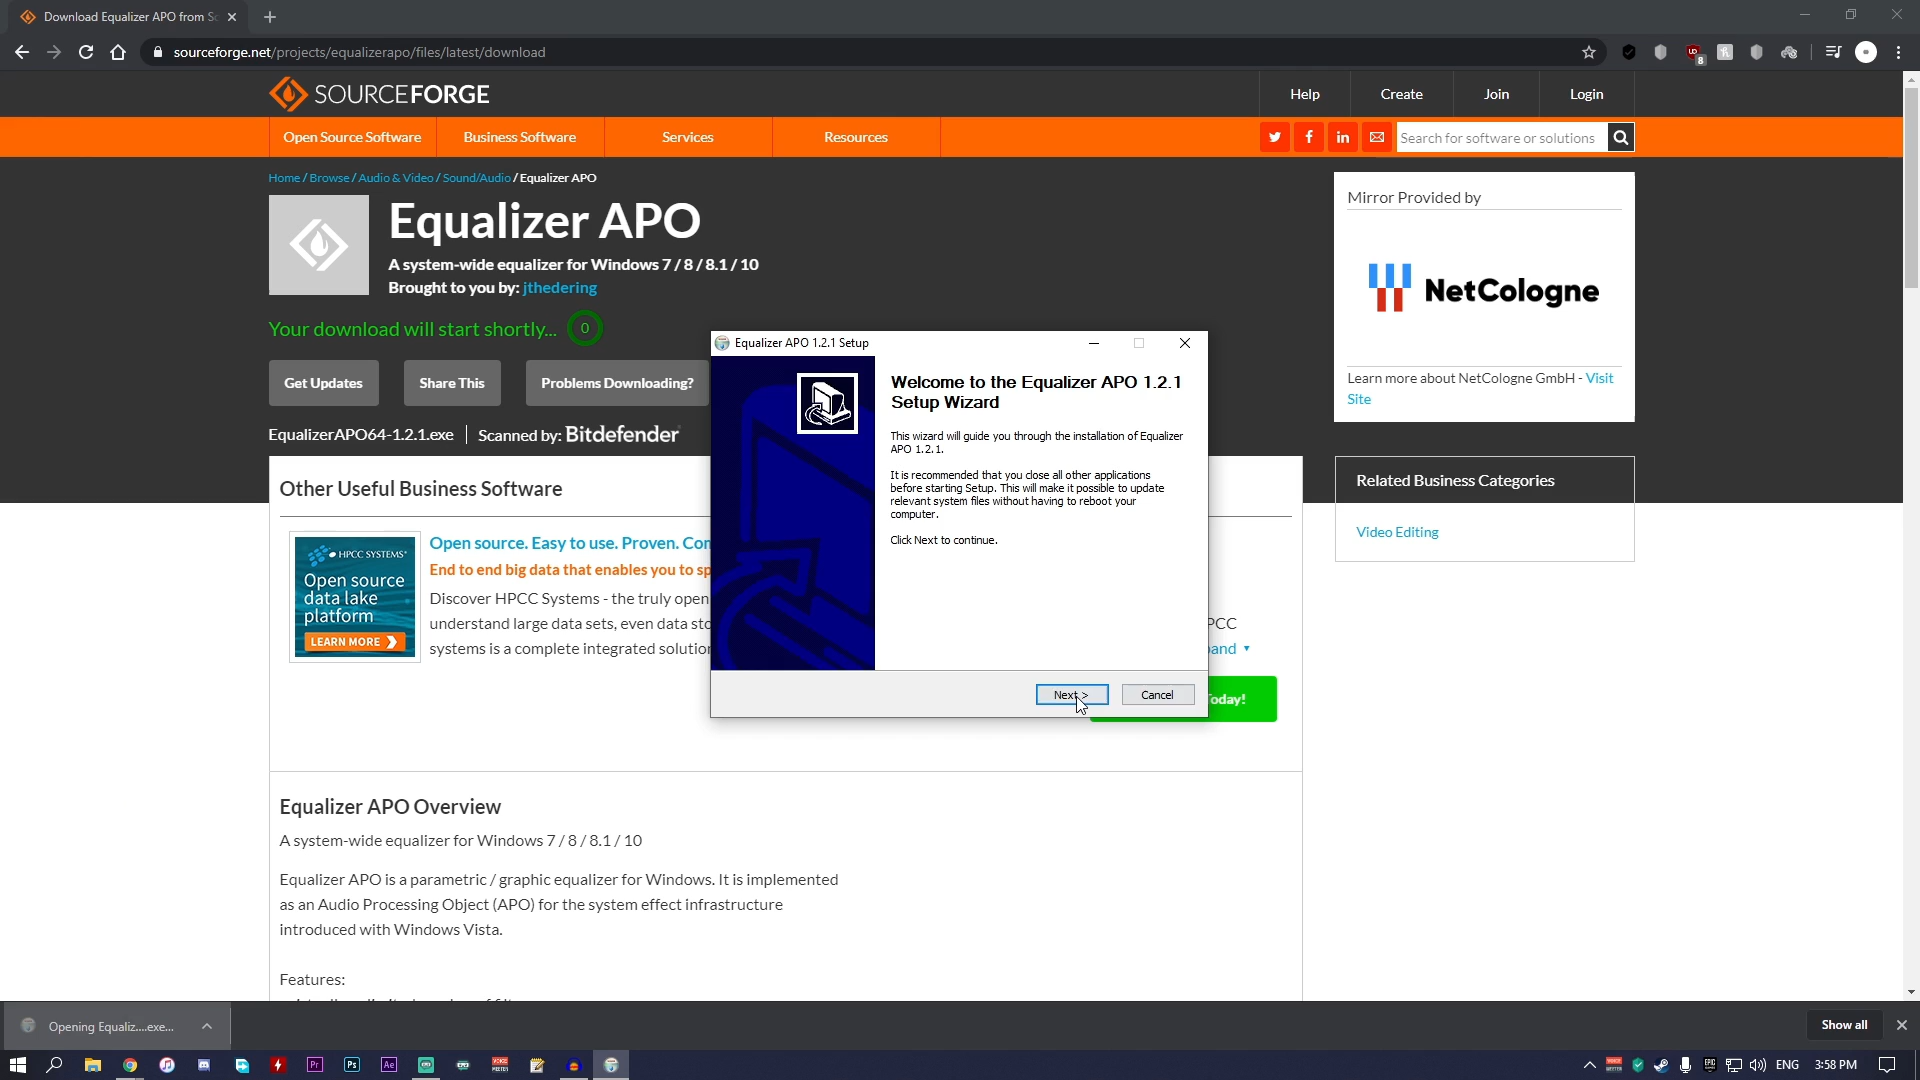 Download Equalizer APO from Sc
sourceforge.net/projects/equalizerapo/files/latest/download
8
SOURCEFORGE
Help
Create
Join
Login
Open Source Software
Business Software
Services
Resources
Search for software or solutions
Home / Browse / Audio & Video / Sound/Audio / Equalizer APO
Equalizer APO
A system-wide equalizer for Windows 7 / 8 / 8.1 / 10
Brought to you by: jthedering
Your download will start shortly... 0
Get Updates
Share This
Problems Downloading?
EqualizerAPO64-1.2.1.exe
Scanned by: Bitdefender
Mirror Provided by
NetCologne
Learn more about NetCologne GmbH - Visit
Site
Equalizer APO 1.2.1 Setup
Welcome to the Equalizer APO 1.2.1
Setup Wizard
This wizard will guide you through the installation of Equalizer
APO 1.2.1.
It is recommended that you close all other applications
before starting Setup. This will make it possible to update
relevant system files without having to reboot your
computer.
Click Next to continue.
Next >
Cancel
Other Useful Business Software
HPCC SYSTEMS
Open source
data lake
platform
LEARN MORE
Open source. Easy to use. Proven. Con
End to end big data that enables you to sp
Discover HPCC Systems - the truly open
understand large data sets, even data sto
PCC
systems is a complete integrated solution
pand
Today!
Related Business Categories
Video Editing
Equalizer APO Overview
A system-wide equalizer for Windows 7 / 8 / 8.1 / 10
Equalizer APO is a parametric / graphic equalizer for Windows. It is implemented
as an Audio Processing Object (APO) for the system effect infrastructure
introduced with Windows Vista.
Features:
Opening Equaliz....exe...
Show all
Pr
Ps
Ae
ENG
3:58 PM